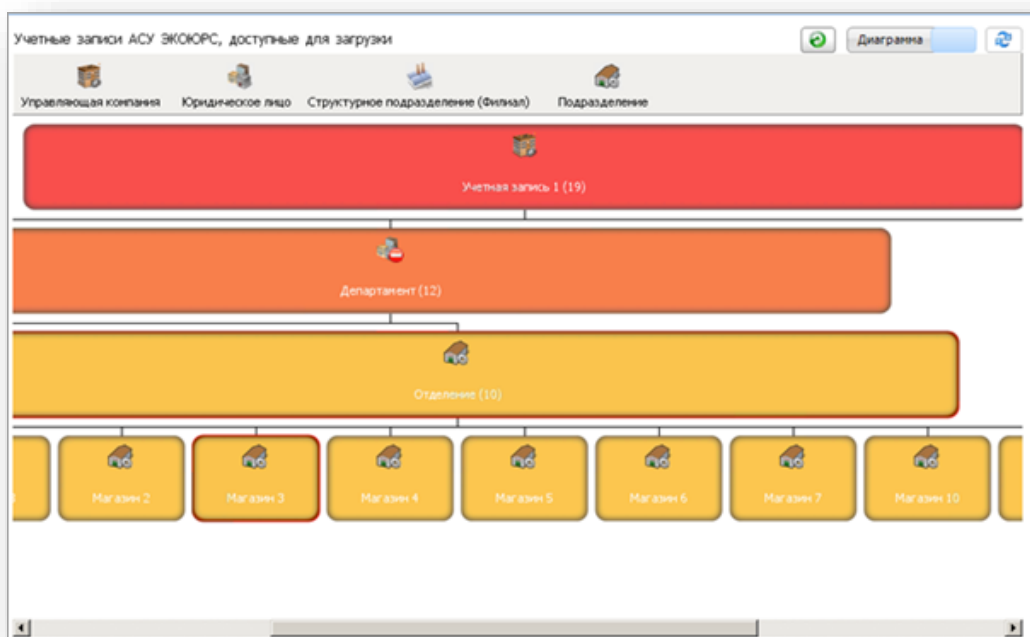 Учетные записи АСУ ЭКОЮРС, доступные для загрузки
Диаграмма
Управляющая компания Юридическое лицо Структурное подразделение (Филиал) Подразделение
Учетная запись 1 (19)
Департамент (12)
Отделение (10)
Магазин 2 Магазин 3 Магазин 4 Магазин 5 Магазин 6 Магазин 7 Магазин 10